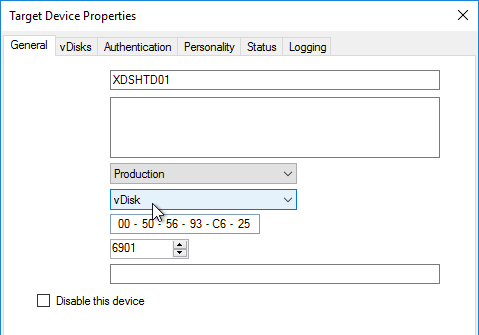 Target Device Properties
General vDisks Authentication Personality Status Logging
XDSHTD01
Production
vDisk
00 - 50 - 56 - 93 - C6 - 25
6901
Disable this device